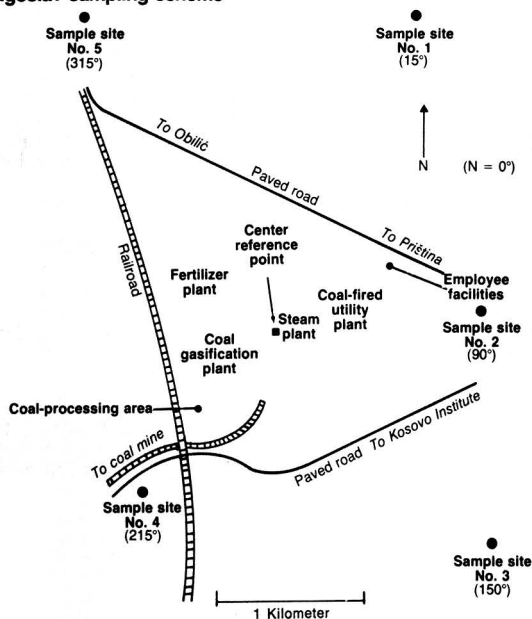 sampling scheme
Sample site
No. 5
(315°)
Sample site
No. 1
(15°)
N (N = 0°)
To Obilić
Paved road
To Priština
Railroad
Center
reference
point
Fertilizer
plant
Employee
facilities
Coal-fired
utility
plant
Steam
plant
Sample site
No. 2
(90°)
Coal
gasification
plant
Coal-processing area
To coal mine
Paved road To Kosovo Institute
Sample site
No. 4
(215°)
Sample site
No. 3
(150°)
1 Kilometer